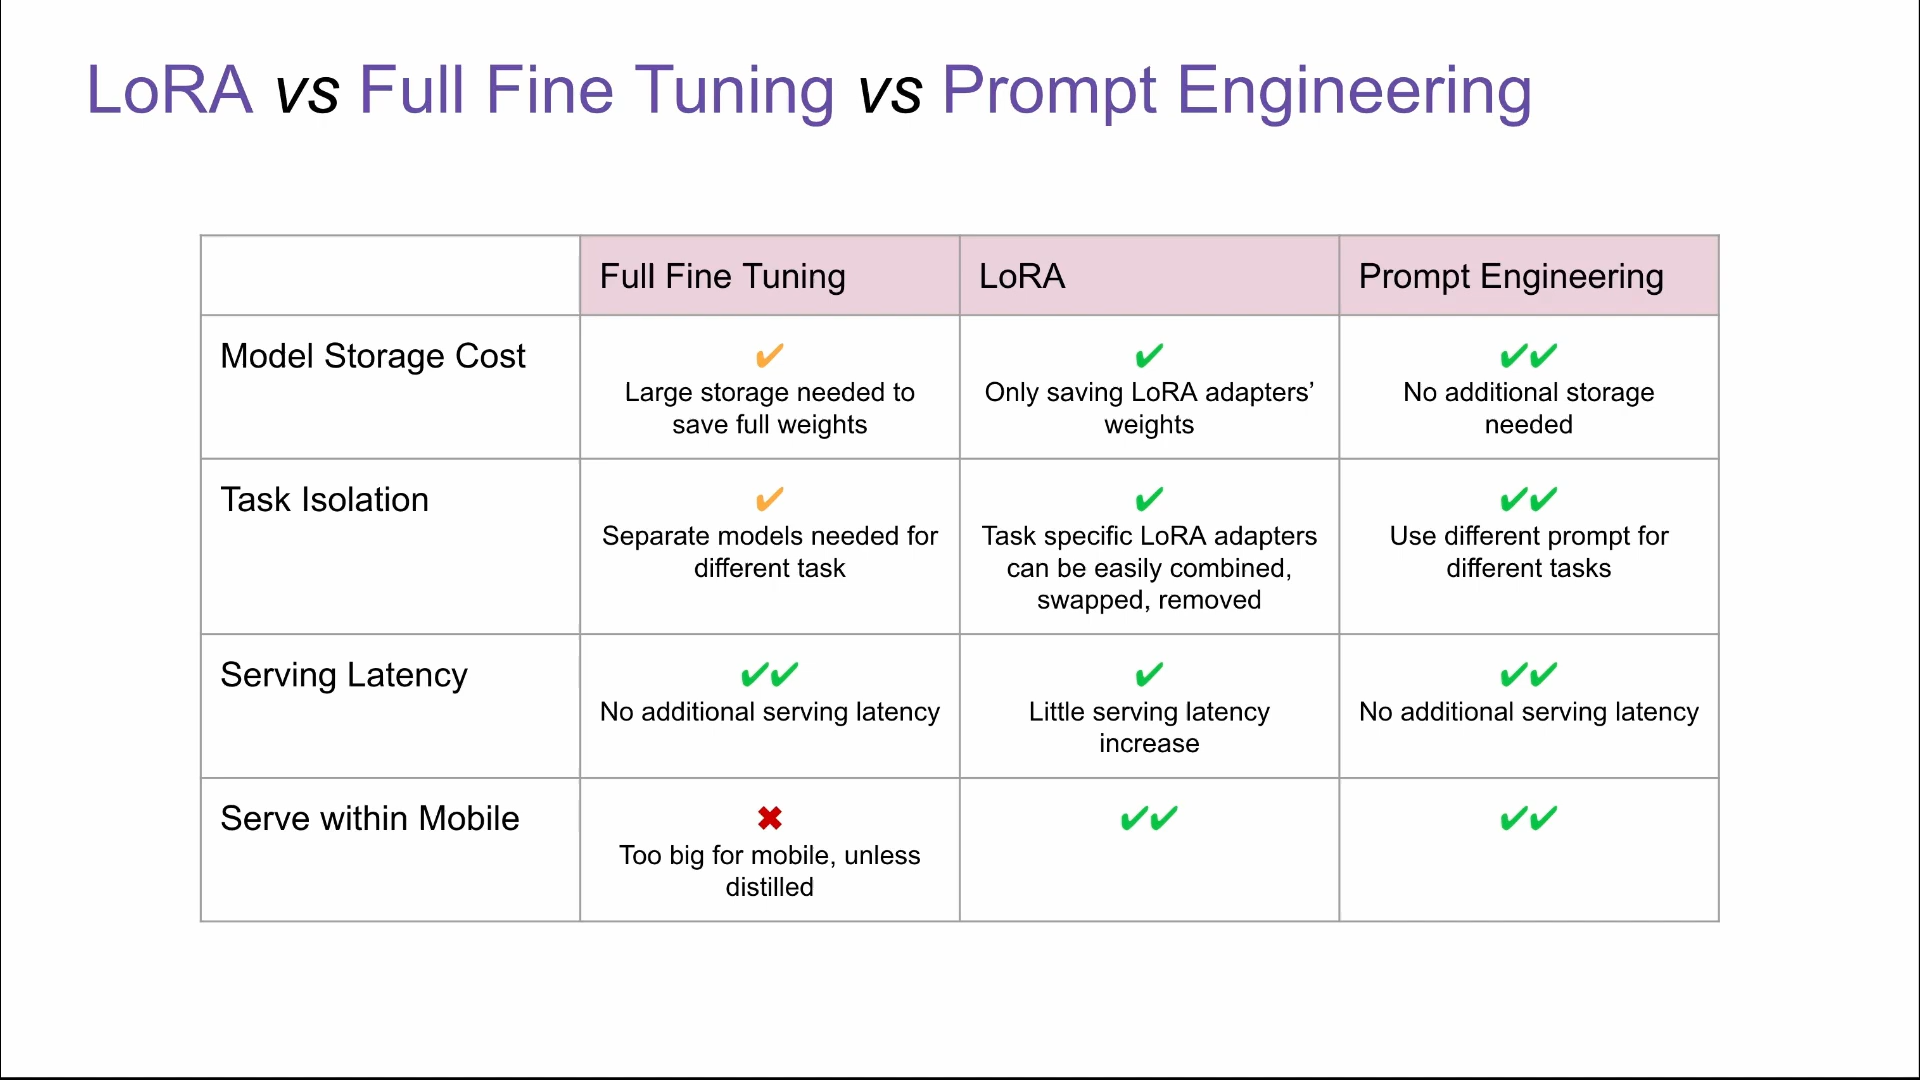 LoRA vs Full Fine Tuning vs Prompt Engineering
Full Fine Tuning
LoRA
Prompt Engineering
Model Storage Cost
✔
Large storage needed to
save full weights
✔
Only saving LoRA adapters’
weights
✔✔
No additional storage
needed
Task Isolation
✔
Separate models needed for
different task
✔
Task specific LoRA adapters
can be easily combined,
swapped, removed
✔✔
Use different prompt for
different tasks
Serving Latency
✔✔
No additional serving latency
✔
Little serving latency
increase
✔✔
No additional serving latency
Serve within Mobile
✖
Too big for mobile, unless
distilled
✔✔
✔✔